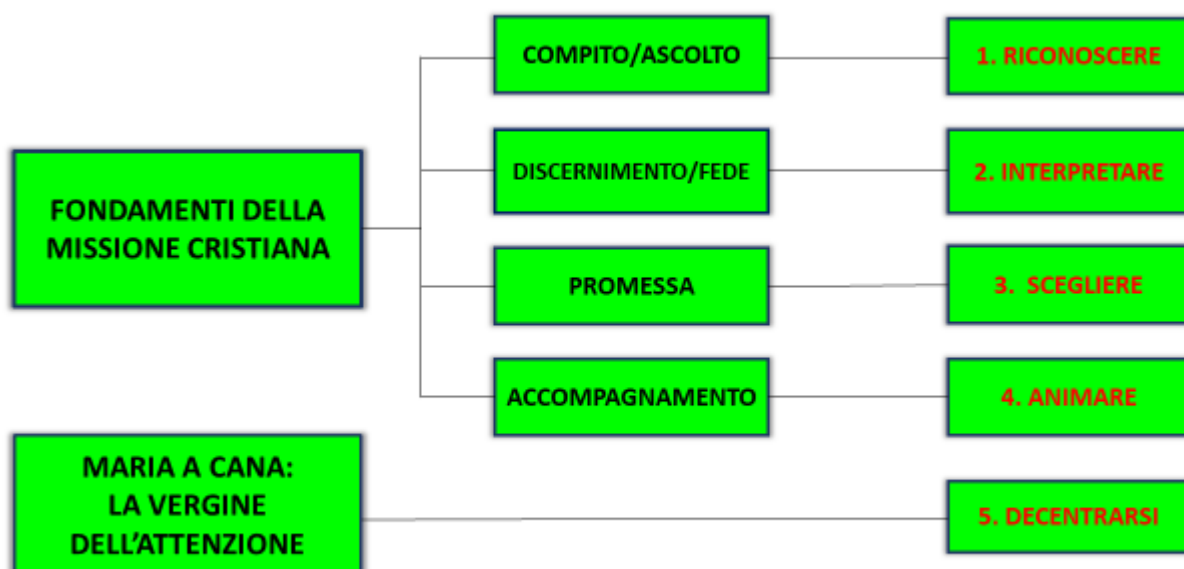 COMPITO/ASCOLTO
1. RICONOSCERE
FONDAMENTI DELLA
MISSIONE CRISTIANA
DISCERNIMENTO/FEDE
2. INTERPRETARE
PROMESSA
3. SCEGLIERE
ACCOMPAGNAMENTO
4. ANIMARE
MARIA A CANA:
LA VERGINE
DELL'ATTENZIONE
5. DECENTRARSI